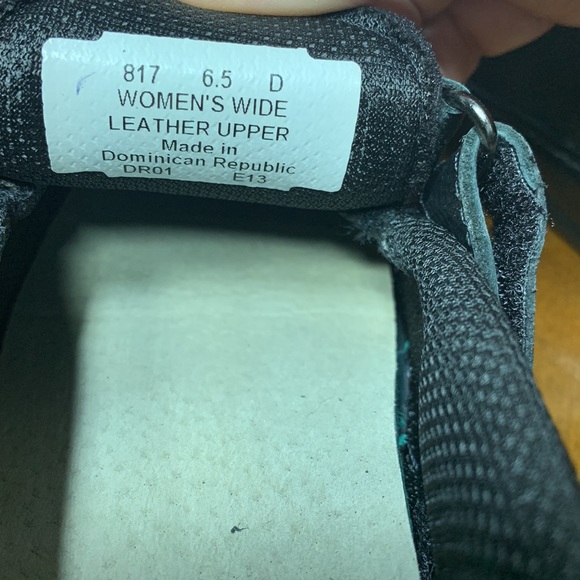 817 6.5 D
WOMEN'S WIDE
LEATHER UPPER
Made in
Dominican Republic
DR01 E13